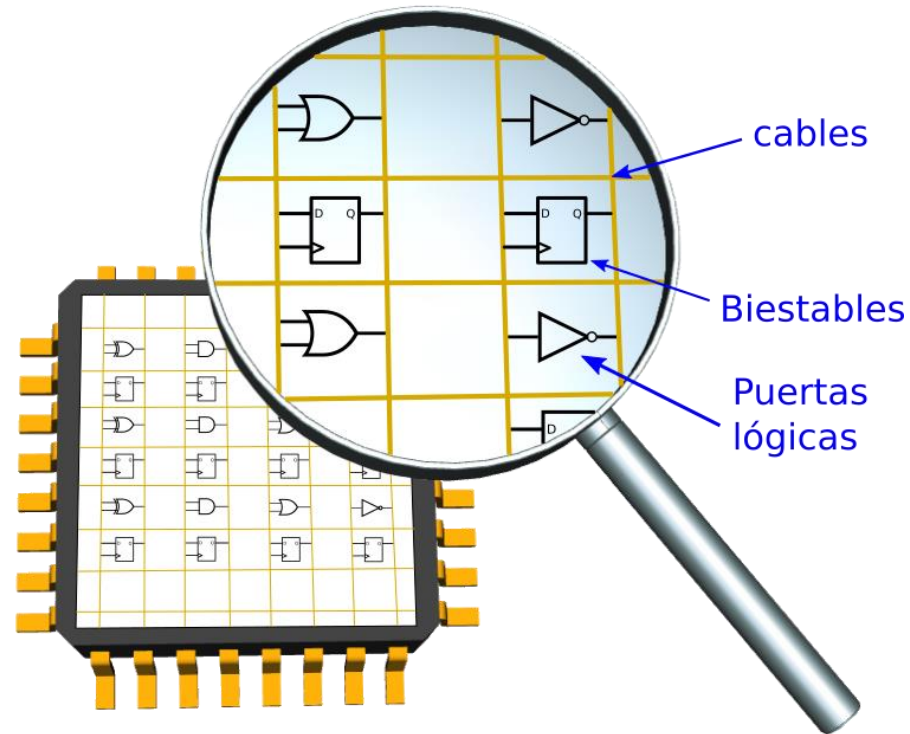 cables
D Q
D Q
Biestables
Puertas
lógicas
D